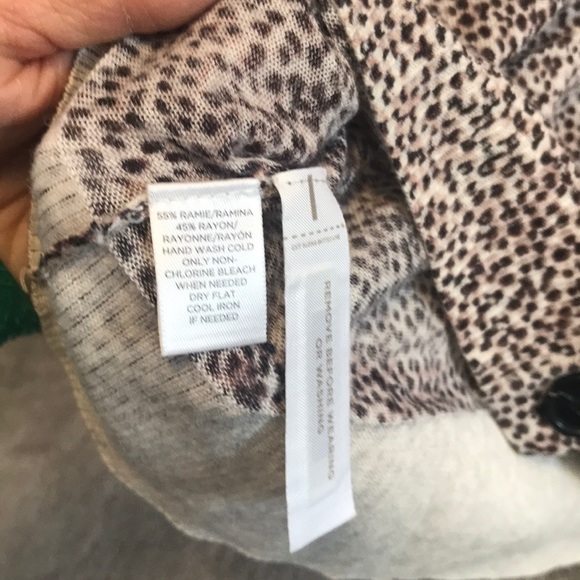 55% RAMIE/RAMINA
45% RAYON/
RAYONNE/RAYÓN
HAND WASH COLD
ONLY NON-
CHLORINE BLEACH
WHEN NEEDED
DRY FLAT
COOL IRON
IF NEEDED
REMOVE BEFORE WEARING
OR WASHING